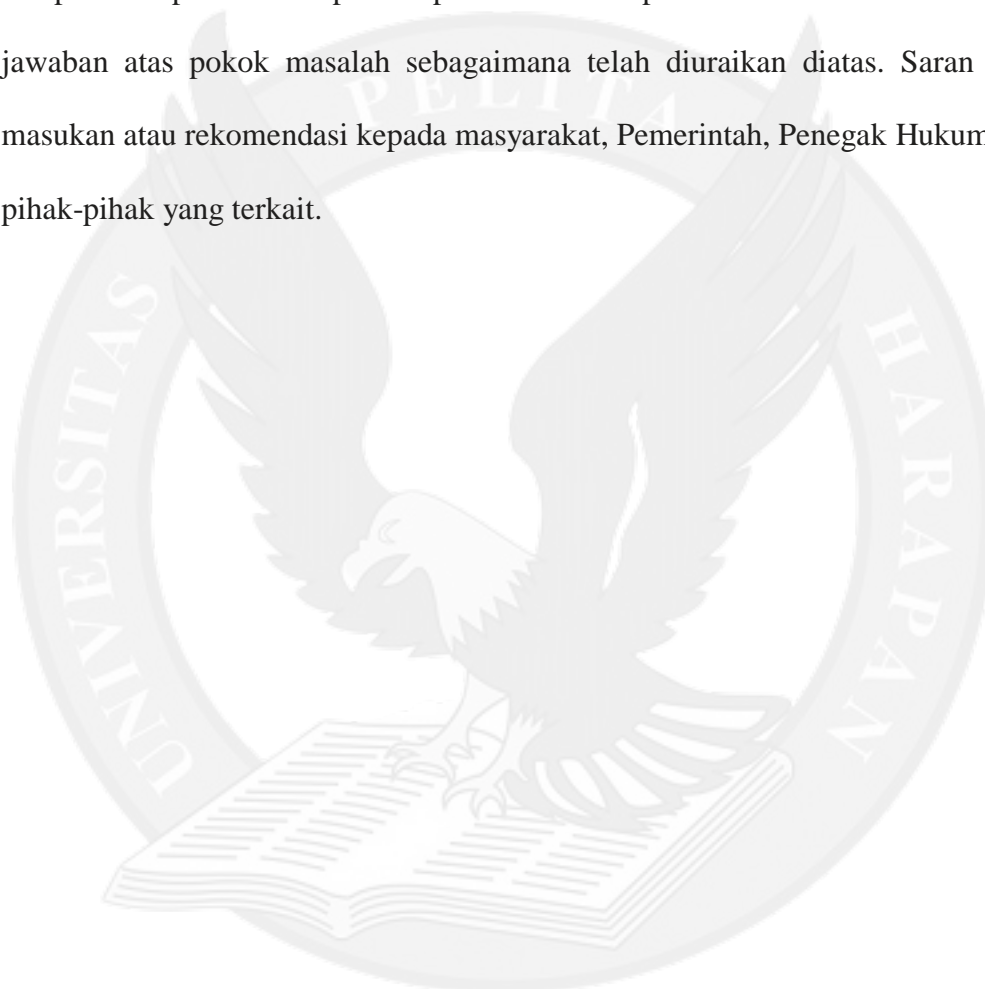 jawaban atas pokok masalah sebagaimana telah diuraikan diatas. Saran
masukan atau rekomendasi kepada masyarakat, Pemerintah, Penegak Hukum
pihak-pihak yang terkait.
UNIVERSITAS PELITA HARAPAN